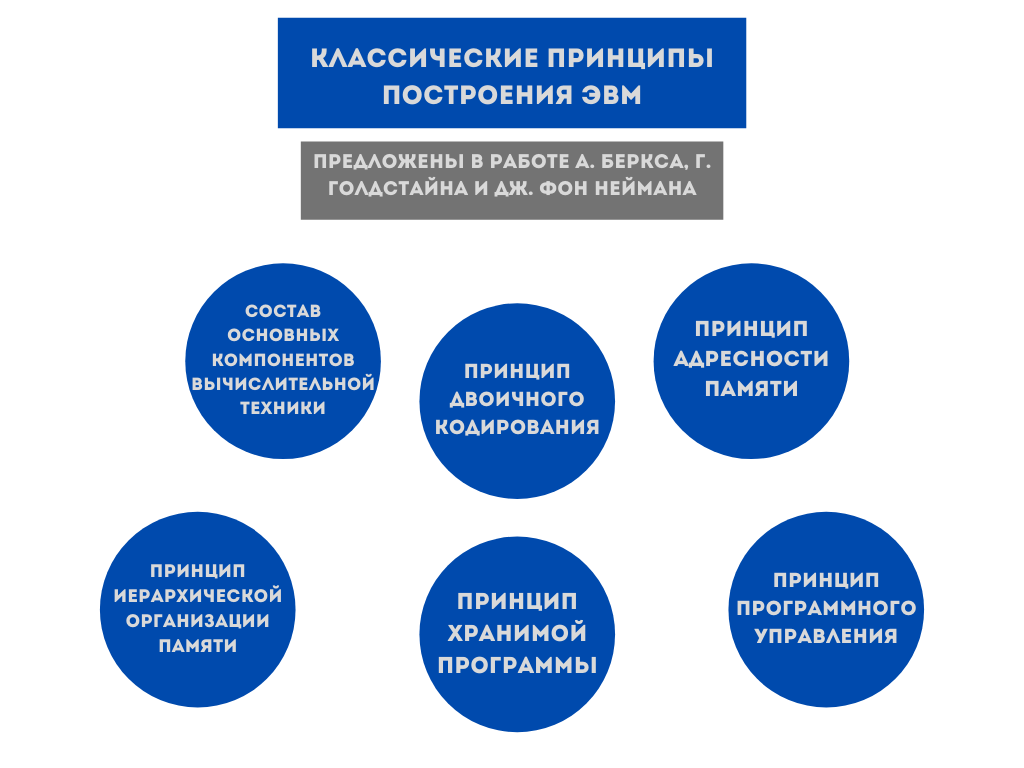 КЛАССИЧЕСКИЕ ПРИНЦИПЫ
ПОСТРОЕНИЯ ЭВМ
ПРЕДЛОЖЕНЫ В РАБОТЕ А. БЕРКСА, Г.
ГОЛДСТАЙНА И ДЖ. ФОН НЕЙМАНА
СОСТАВ
ОСНОВНЫХ
КОМПОНЕНТОВ
ВЫЧИСЛИТЕЛЬНОЙ
ТЕХНИКИ
ПРИНЦИП
ДВОИЧНОГО
КОДИРОВАНИЯ
ПРИНЦИП
АДРЕСНОСТИ
ПАМЯТИ
ПРИНЦИП
ИЕРАРХИЧЕСКОЙ
ОРГАНИЗАЦИИ
ПАМЯТИ
ПРИНЦИП
ХРАНИМОЙ
ПРОГРАММЫ
ПРИНЦИП
ПРОГРАММНОГО
УПРАВЛЕНИЯ